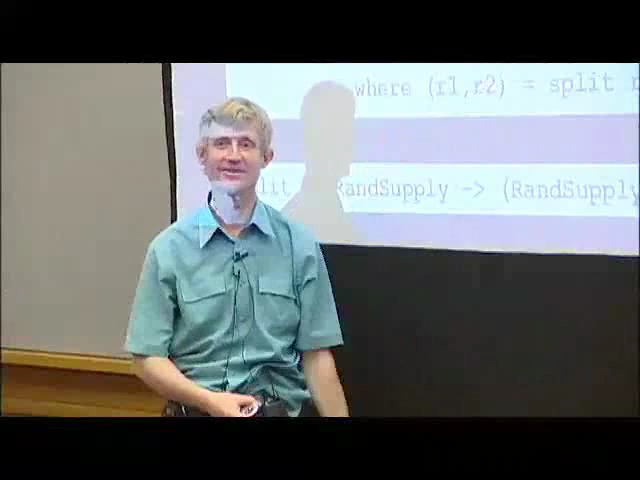 where (r1,r2) = split
RandSupply -> (RandSupply